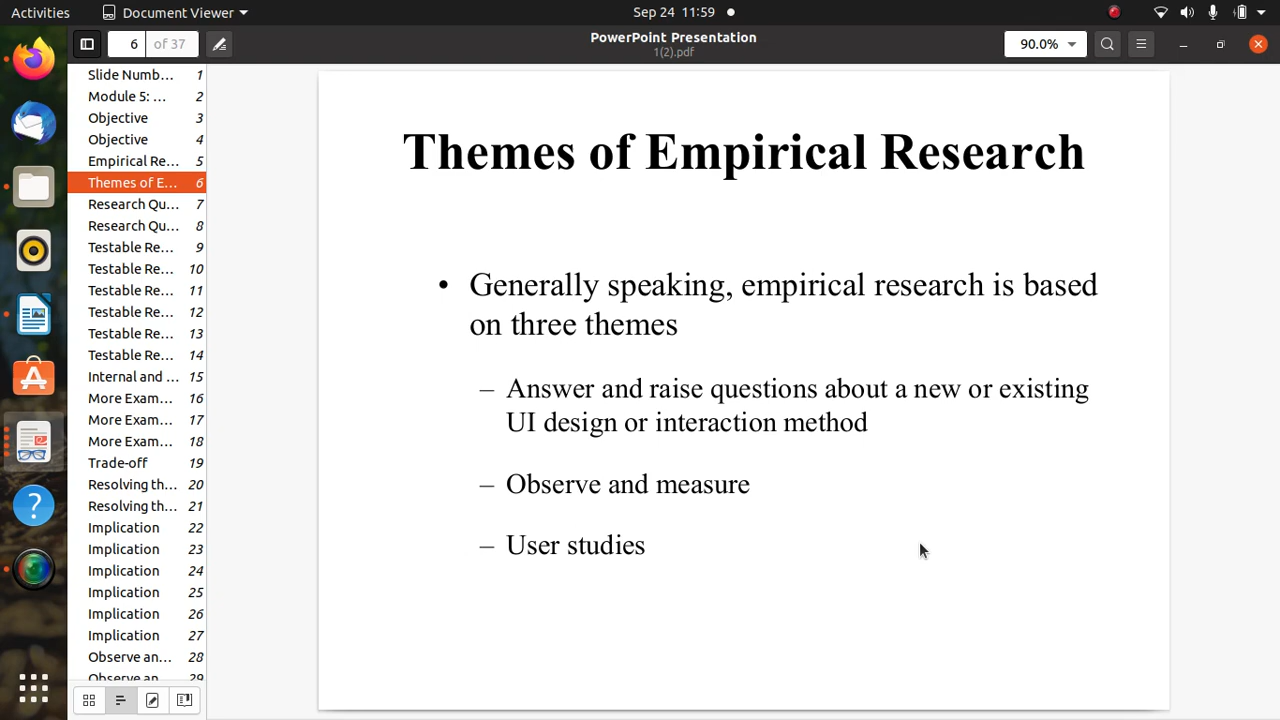 Activities
Document Viewer
Sep 24 11:59
6 of 37
PowerPoint Presentation
1(2).pdf
90.0%
Slide Numb... 1
Module 5: ... 2
Objective 3
Objective 4
Empirical Re... 5
Themes of E... 6
Research Qu... 7
Research Qu... 8
Testable Re... 9
Testable Re... 10
Testable Re... 11
Testable Re... 12
Testable Re... 13
Testable Re... 14
Internal and ... 15
More Exam... 16
More Exam... 17
More Exam... 18
Trade-off 19
Resolving th... 20
Resolving th... 21
Implication 22
Implication 23
Implication 24
Implication 25
Implication 26
Implication 27
Observe an... 28
Observe an... 29
Themes of Empirical Research
• Generally speaking, empirical research is based
on three themes
– Answer and raise questions about a new or existing
UI design or interaction method
– Observe and measure
– User studies